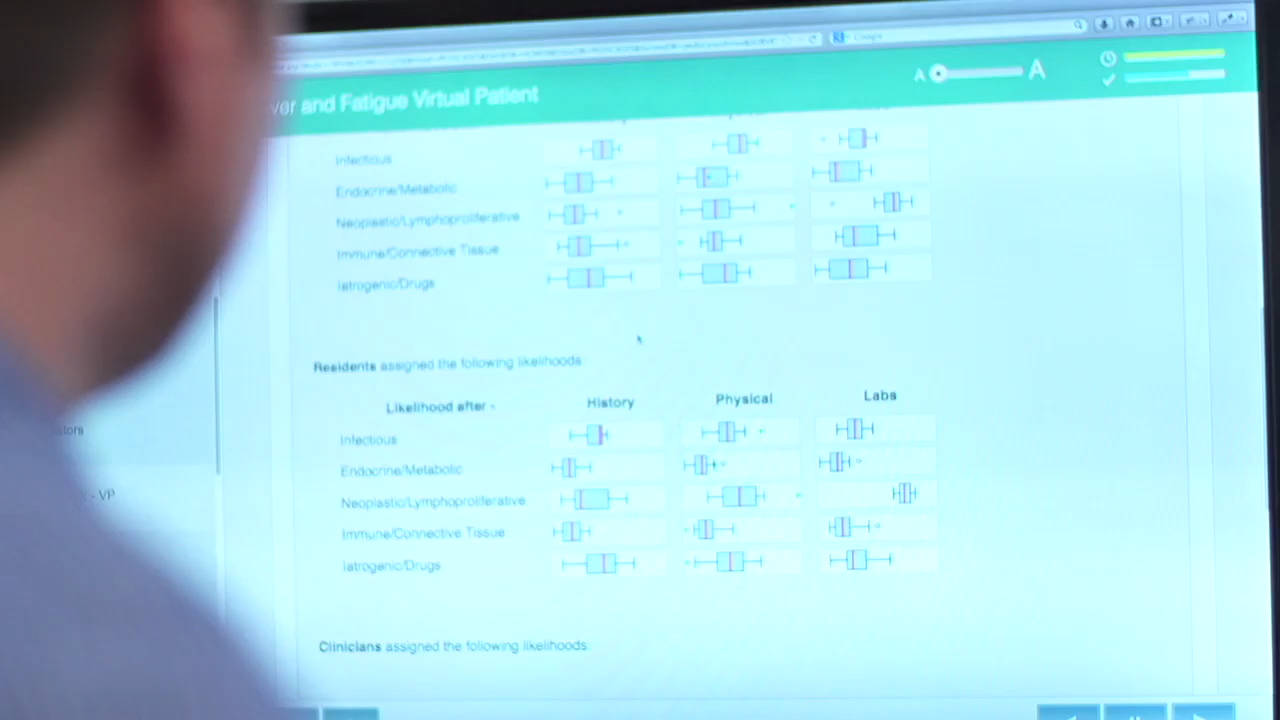 ver and Fatigue Virtual Patient
A A
Infectious
Endocrine/Metabolic
Neoplastic/Lymphoproliferative
Immune/Connective Tissue
Iatrogenic/Drugs
Residents assigned the following likelihoods:
Likelihood after - History Physical Labs
Infectious
Endocrine/Metabolic
Neoplastic/Lymphoproliferative
Immune/Connective Tissue
Iatrogenic/Drugs
Clinicians assigned the following likelihoods:
tors
- VP